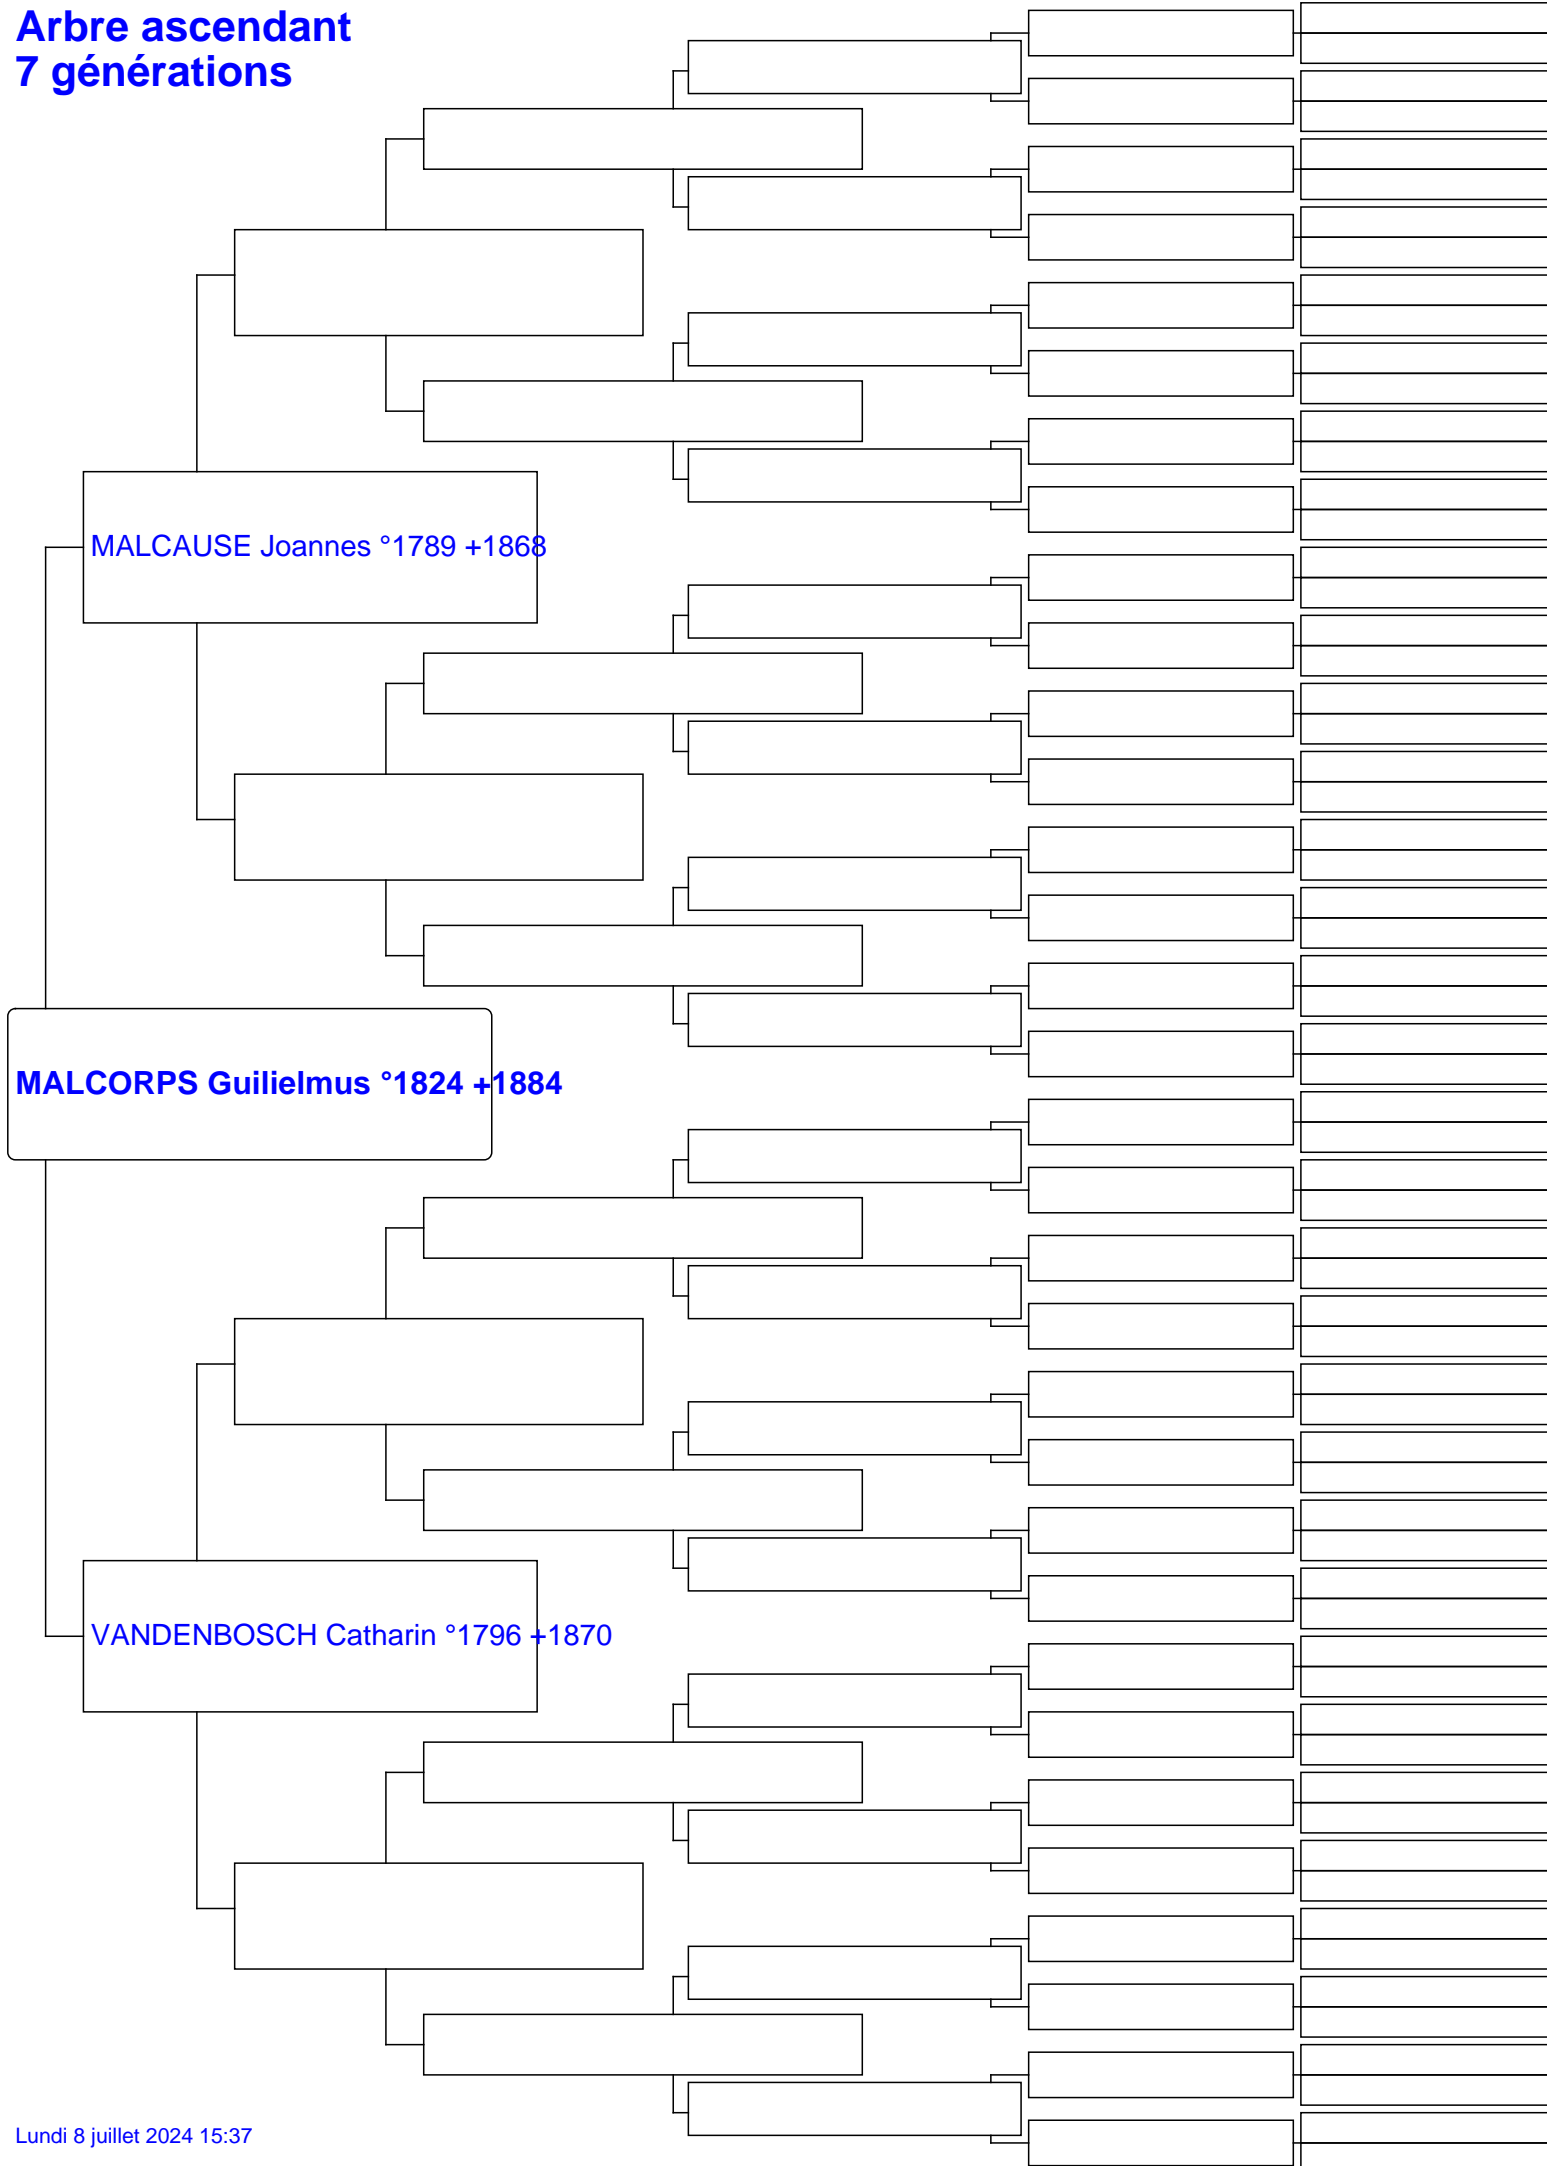 Arbre ascendant
7 générations
MALCAUSE Joannes °1789 +1868
MALCORPS Guilielmus °1824 +1884
VANDENBOSCH Catharin °1796 +1870
Lundi 8 juillet 2024 15:37